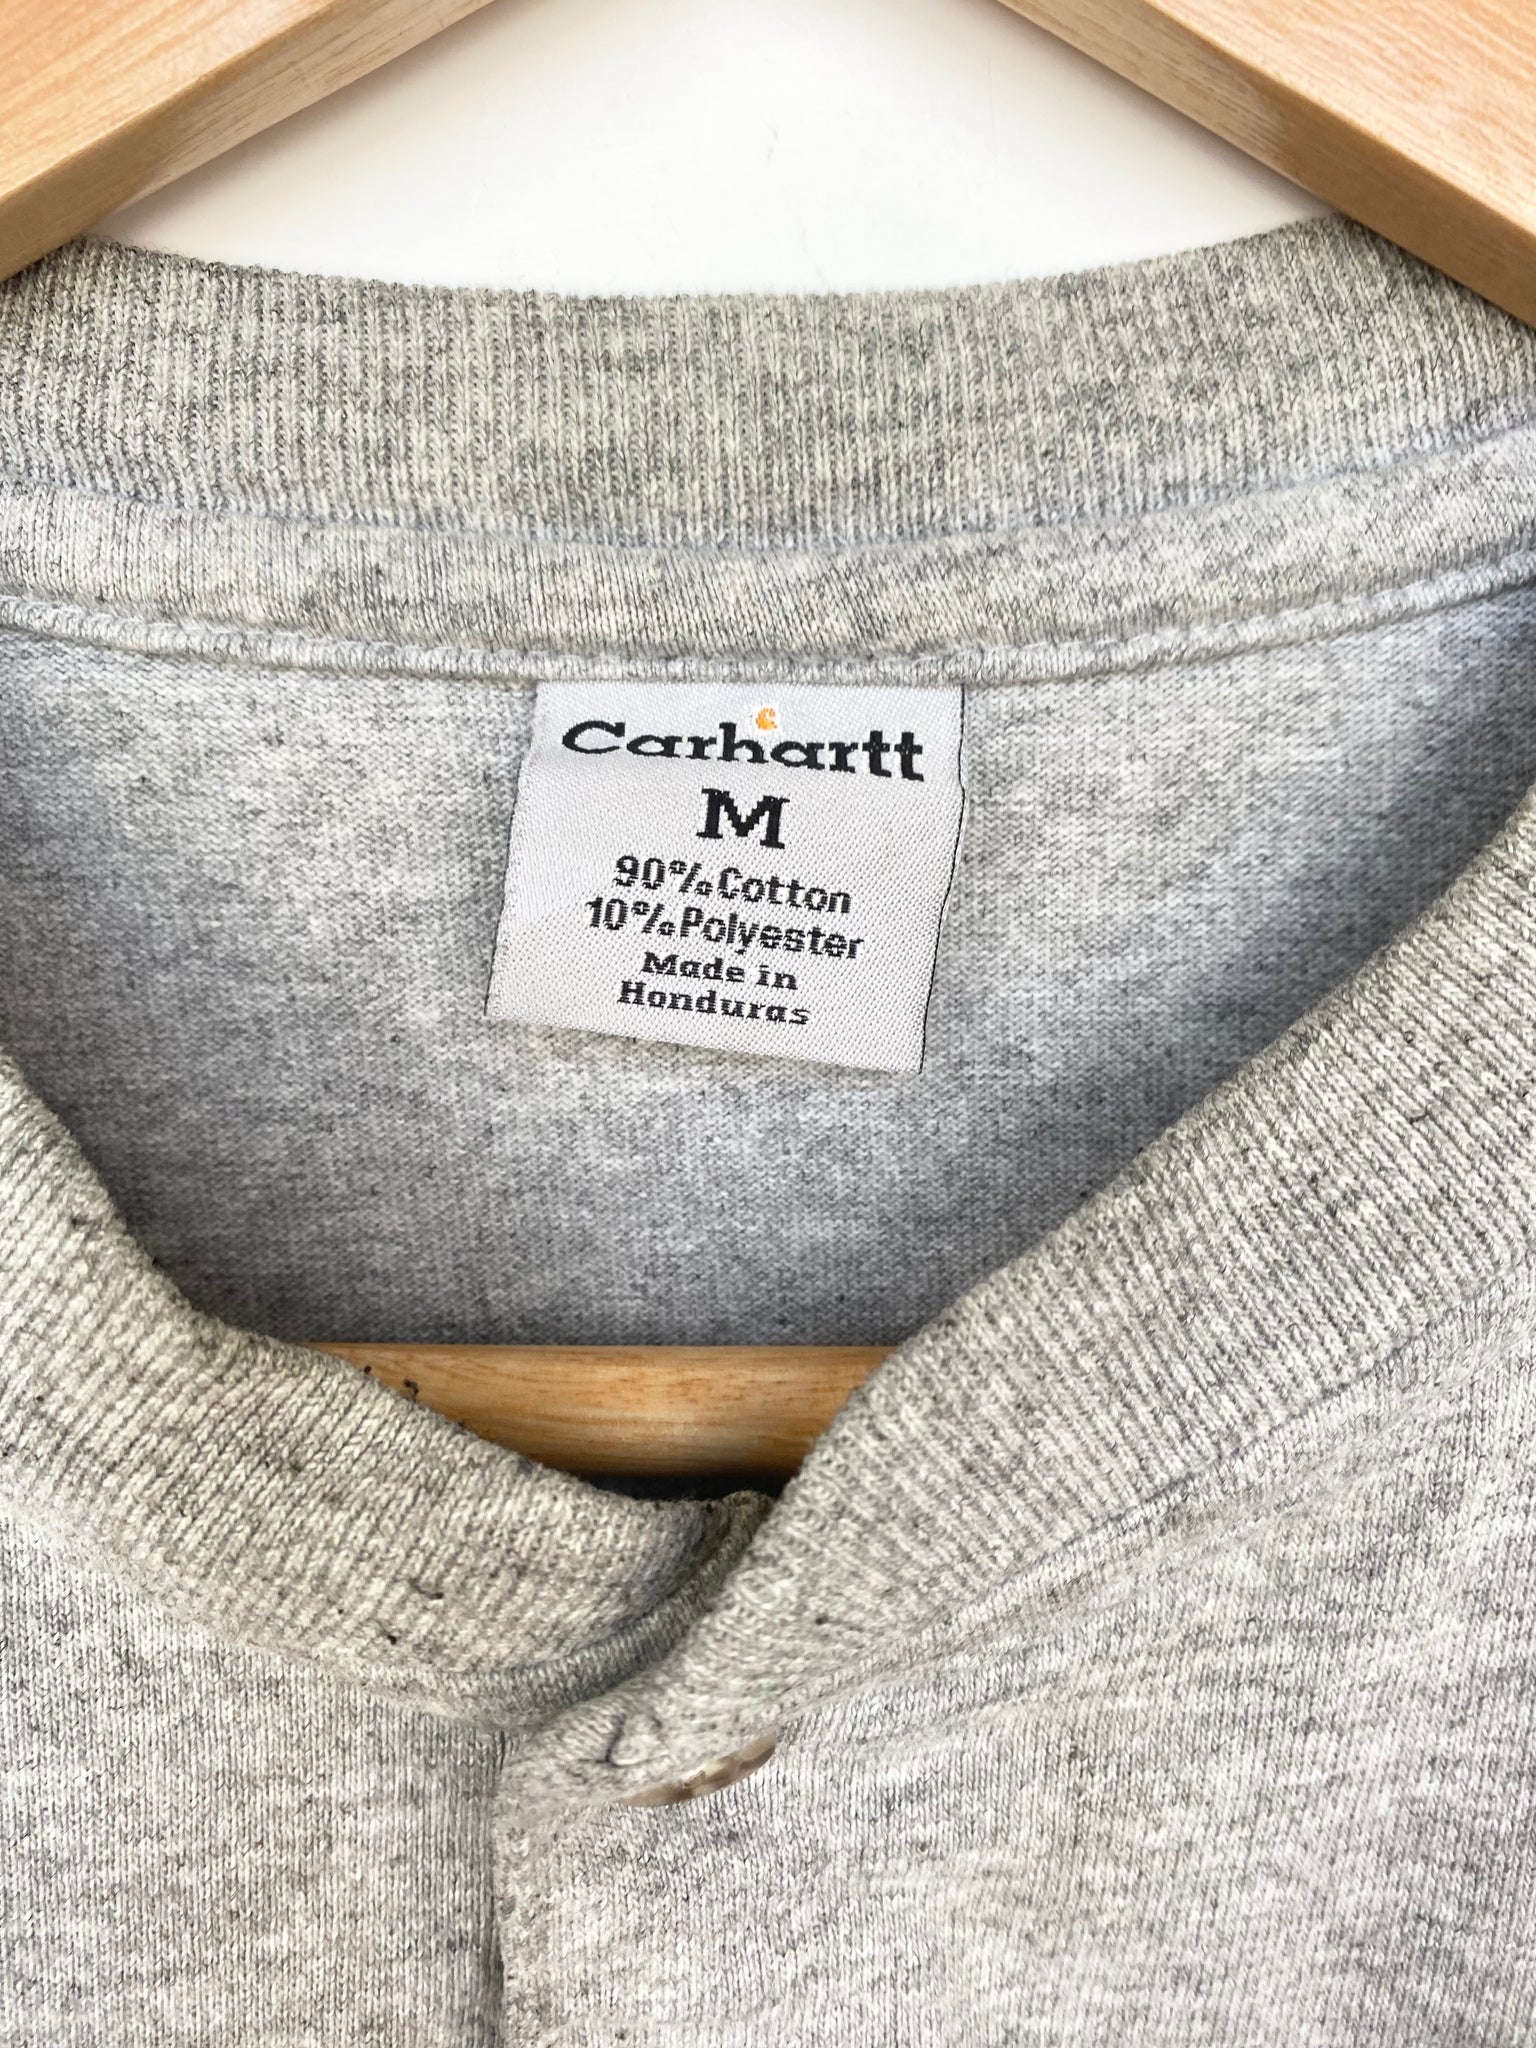 Carhartt
M
90% Cotton
10% Polyester
Made in
Honduras